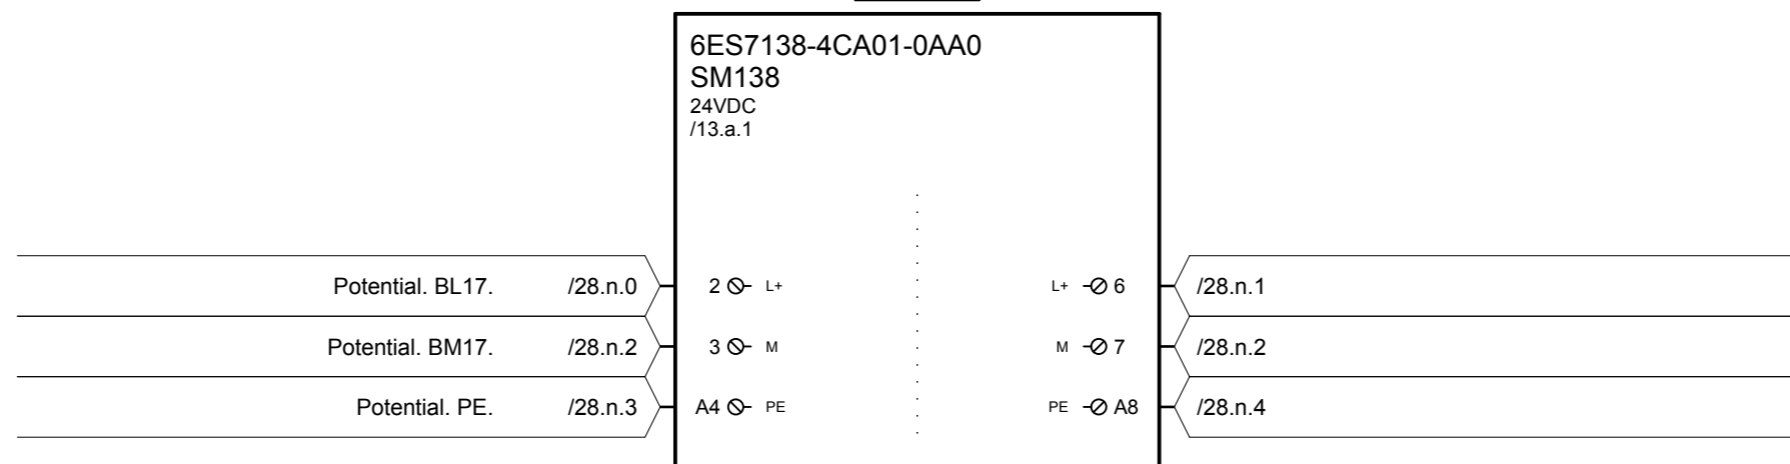 6ES7138-4CA01-0AA0
SM138
24VDC
/13.a.1
Potential. BL17. /28.n.0 2 L+ L+ 6 /28.n.1
Potential. BM17. /28.n.2 3 M M 7 /28.n.2
Potential. PE. /28.n.3 A4 PE PE A8 /28.n.4